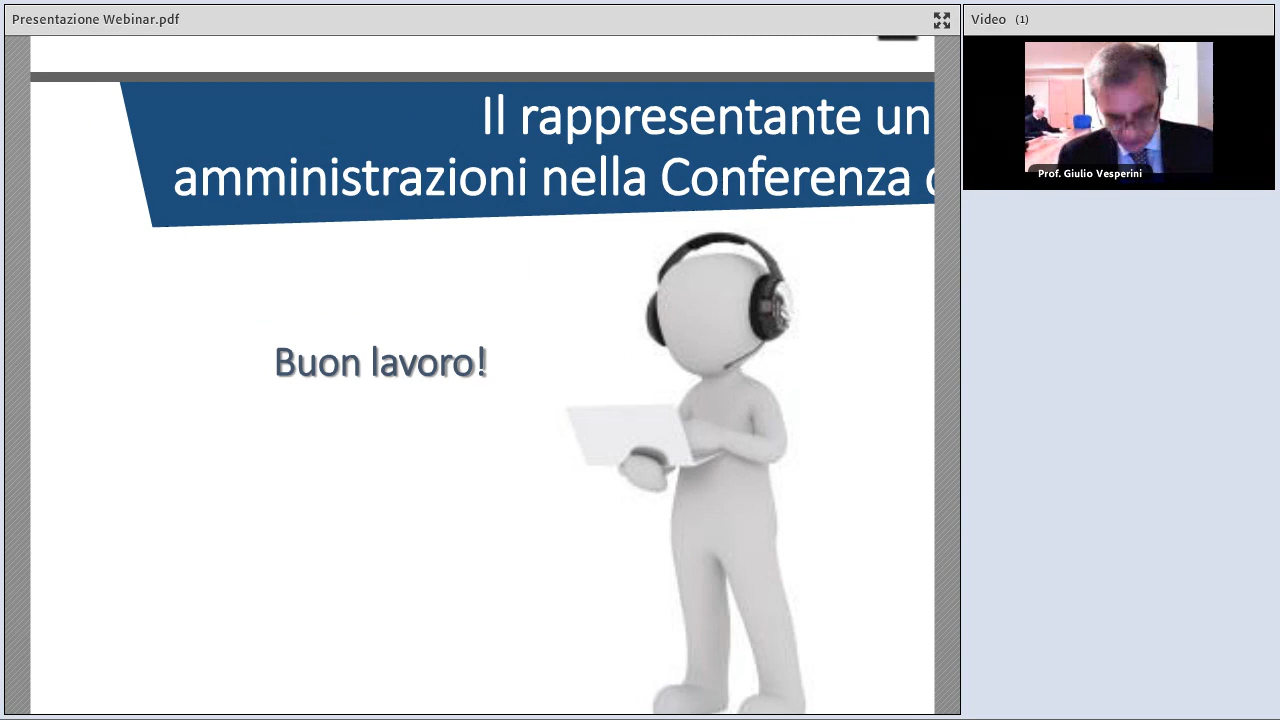 Presentazione Webinar.pdf
Video (1)
Il rappresentante un
amministrazioni nella Conferenza
Buon lavoro!
Prof. Giulio Vesperini